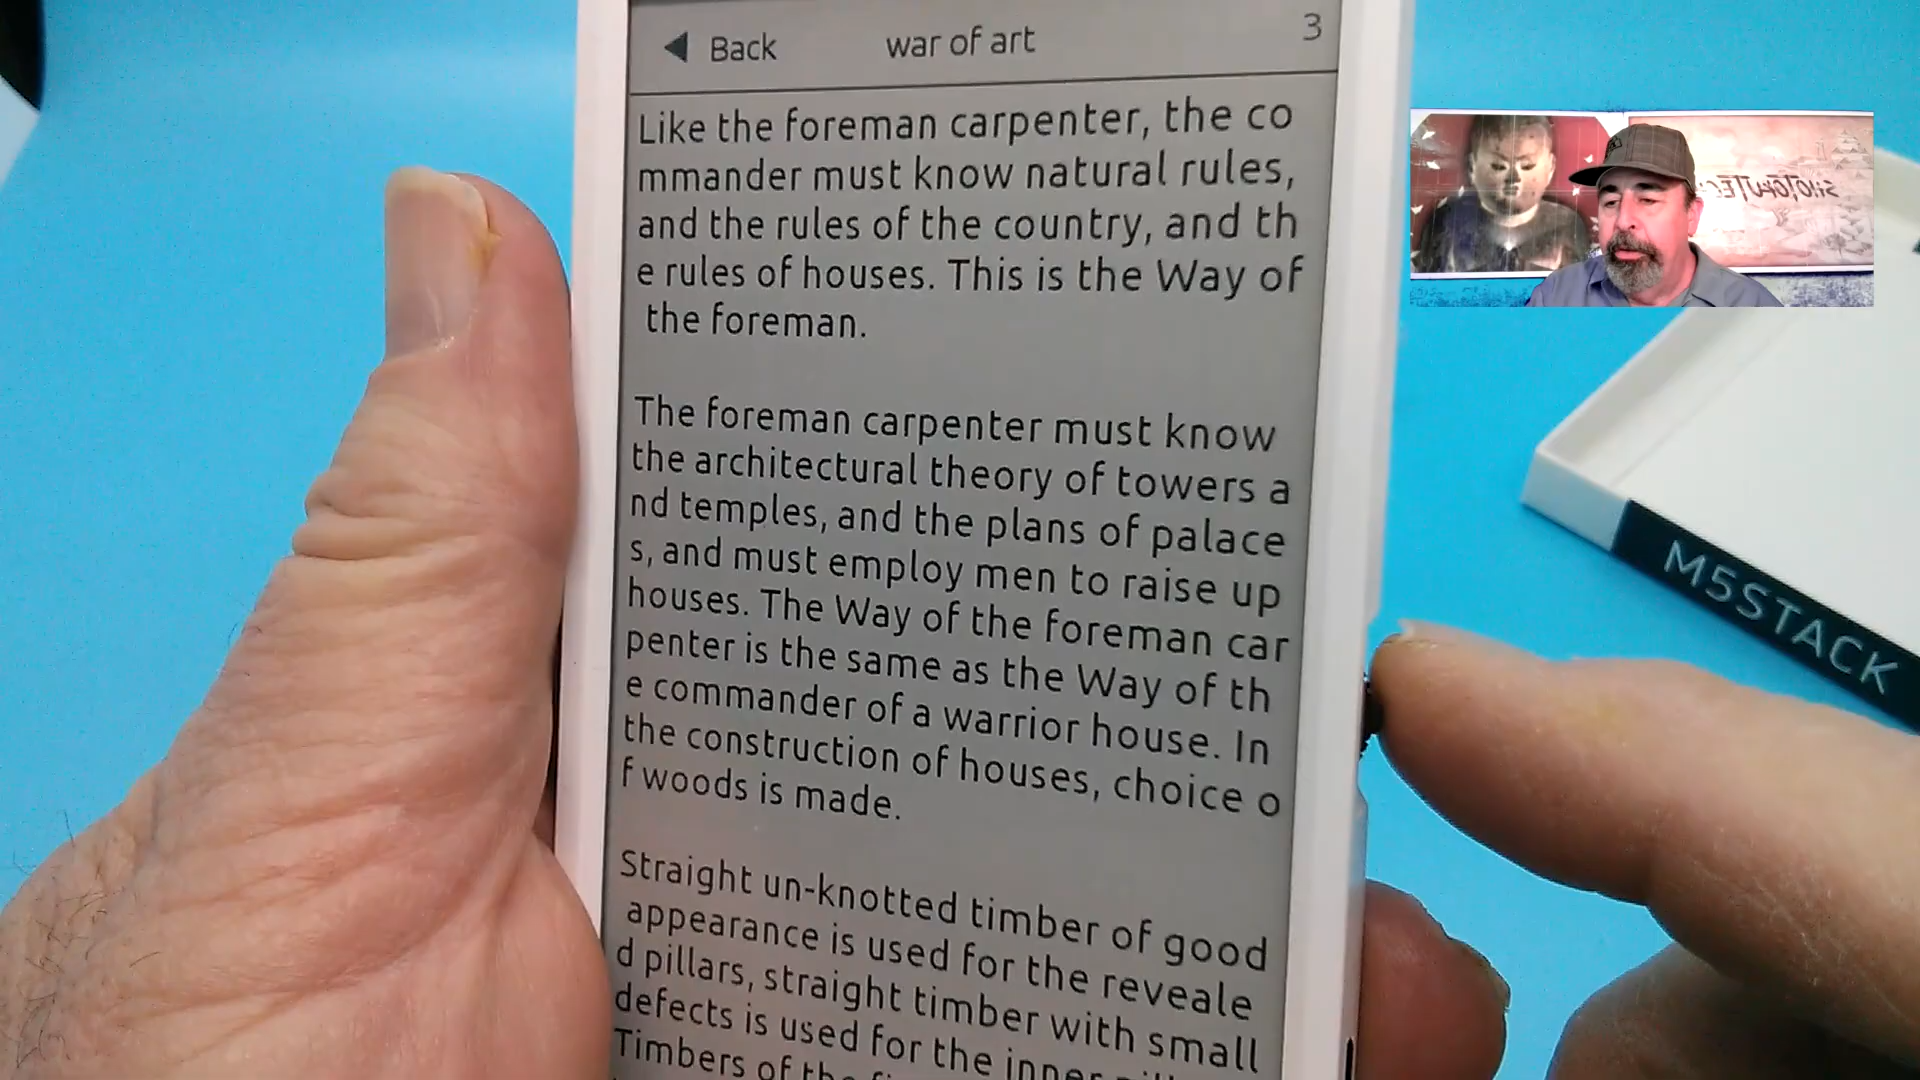 Back
war of art
3
Like the foreman carpenter, the co
mmander must know natural rules,
and the rules of the country, and th
e rules of houses. This is the Way of
the foreman.
The foreman carpenter must know
the architectural theory of towers a
nd temples, and the plans of palace
s, and must employ men to raise up
houses. The Way of the foreman car
penter is the same as the Way of th
e commander of a warrior house. In
the construction of houses, choice o
f woods is made.
Straight un-knotted timber of good
appearance is used for the reveale
d pillars, straight timber with small
defects is used for the inner
Timbers of the
M5STACK